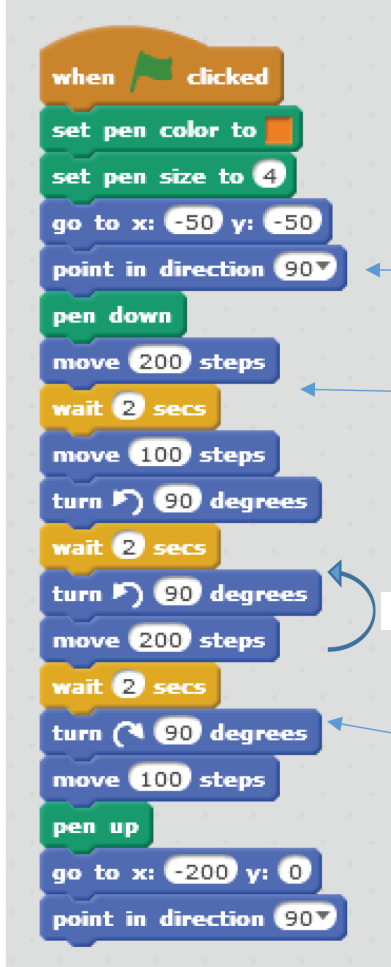 when clicked
set pen color to
set pen size to 4
go to x: -50 y: -50
point in direction 90
pen down
move 200 steps
wait 2 secs
move 100 steps
turn 90 degrees
wait 2 secs
turn 90 degrees
move 200 steps
wait 2 secs
turn 90 degrees
move 100 steps
pen up
go to x: -200 y: 0
point in direction 90